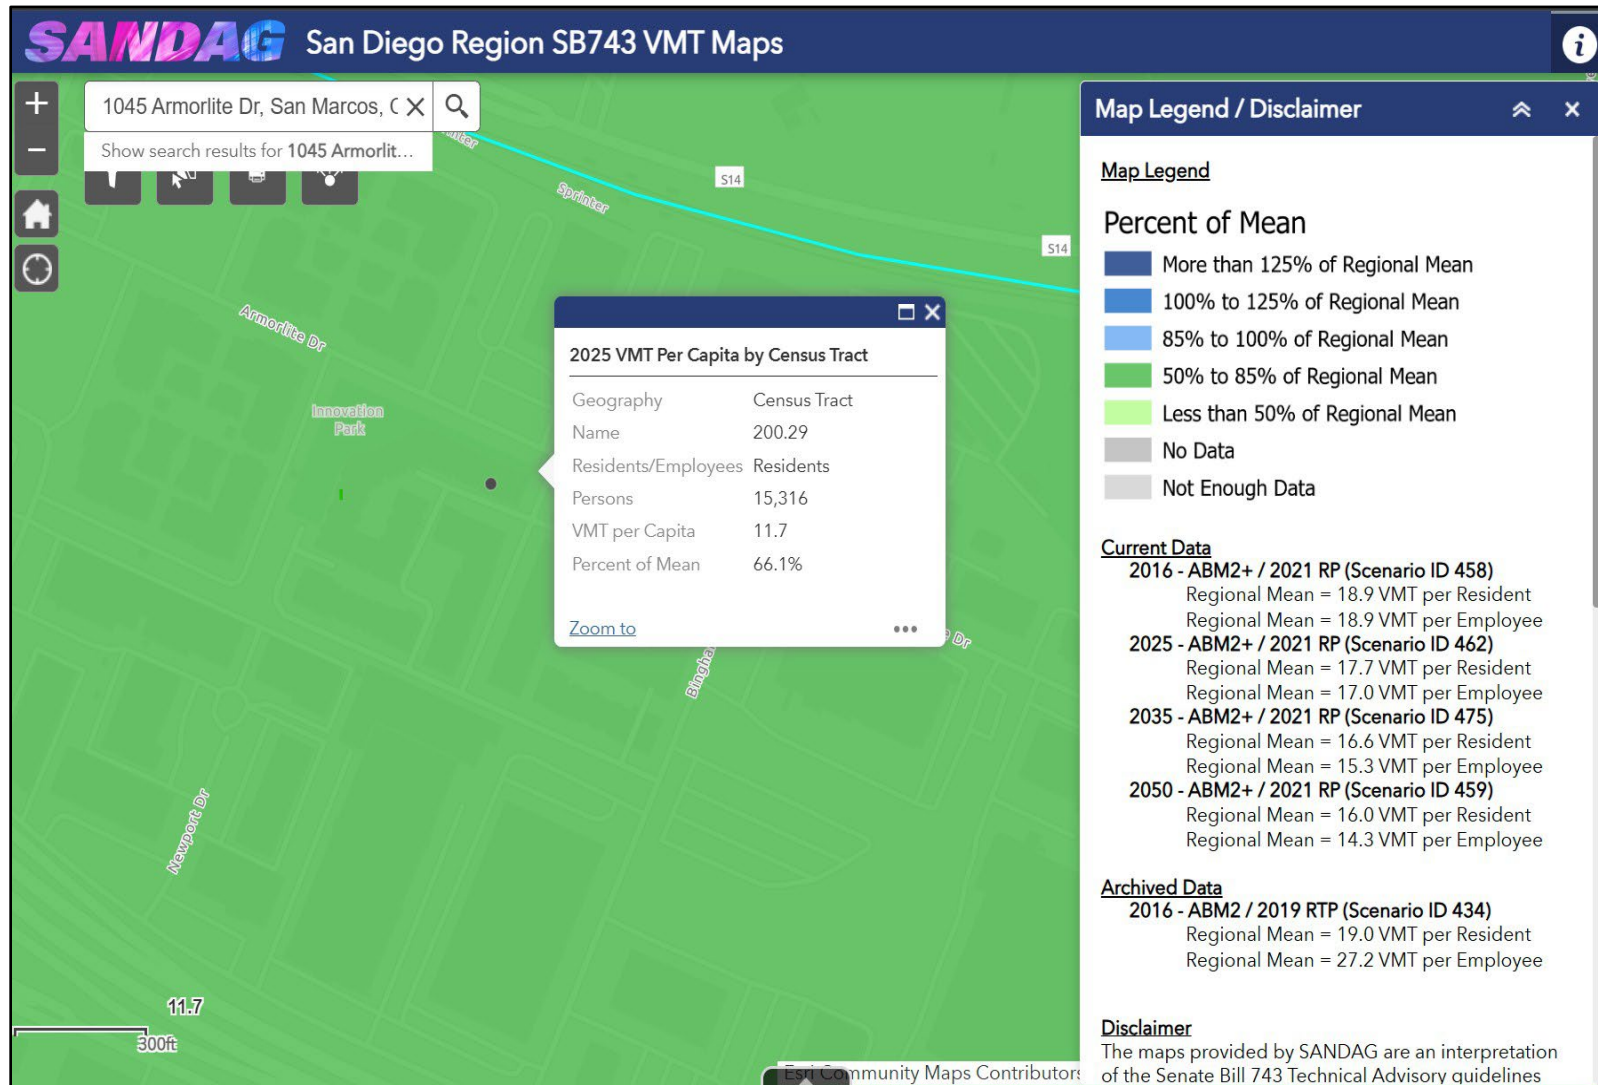 SANDAG San Diego Region SB743 VMT Maps
i
+
1045 Armorlite Dr, San Marcos, C
−
Show search results for 1045 Armorlit...
Sprinter
S14
S14
Armorlite Dr
Innovation
Park
Newport Dr
Dr
2025 VMT Per Capita by Census Tract
Geography Census Tract
Name 200.29
Residents/Employees Residents
Persons 15,316
VMT per Capita 11.7
Percent of Mean 66.1%
Zoom to
11.7
300ft
Esri Community Maps Contributors
Map Legend / Disclaimer
Map Legend
Percent of Mean
More than 125% of Regional Mean
100% to 125% of Regional Mean
85% to 100% of Regional Mean
50% to 85% of Regional Mean
Less than 50% of Regional Mean
No Data
Not Enough Data
Current Data
2016 - ABM2+ / 2021 RP (Scenario ID 458)
Regional Mean = 18.9 VMT per Resident
Regional Mean = 18.9 VMT per Employee
2025 - ABM2+ / 2021 RP (Scenario ID 462)
Regional Mean = 17.7 VMT per Resident
Regional Mean = 17.0 VMT per Employee
2035 - ABM2+ / 2021 RP (Scenario ID 475)
Regional Mean = 16.6 VMT per Resident
Regional Mean = 15.3 VMT per Employee
2050 - ABM2+ / 2021 RP (Scenario ID 459)
Regional Mean = 16.0 VMT per Resident
Regional Mean = 14.3 VMT per Employee
Archived Data
2016 - ABM2 / 2019 RTP (Scenario ID 434)
Regional Mean = 19.0 VMT per Resident
Regional Mean = 27.2 VMT per Employee
Disclaimer
The maps provided by SANDAG are an interpretation
of the Senate Bill 743 Technical Advisory guidelines